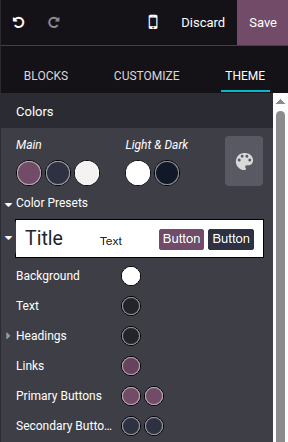 Discard Save
BLOCKS CUSTOMIZE THEME
Colors
Main Light & Dark
Color Presets
Title Text Button Button
Background
Text
Headings
Links
Primary Buttons
Secondary Butto...